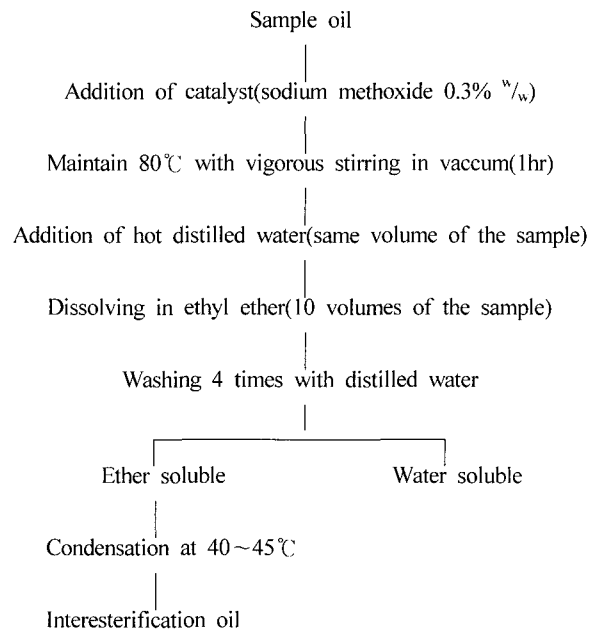 Sample oil
Addition of catalyst(sodium methoxide 0.3% w/w)
Maintain 80℃ with vigorous stirring in vaccum(1hr)
Addition of hot distilled water(same volume of the sample)
Dissolving in ethyl ether(10 volumes of the sample)
Washing 4 times with distilled water
Ether soluble Water soluble
Condensation at 40~45℃
Interesterification oil